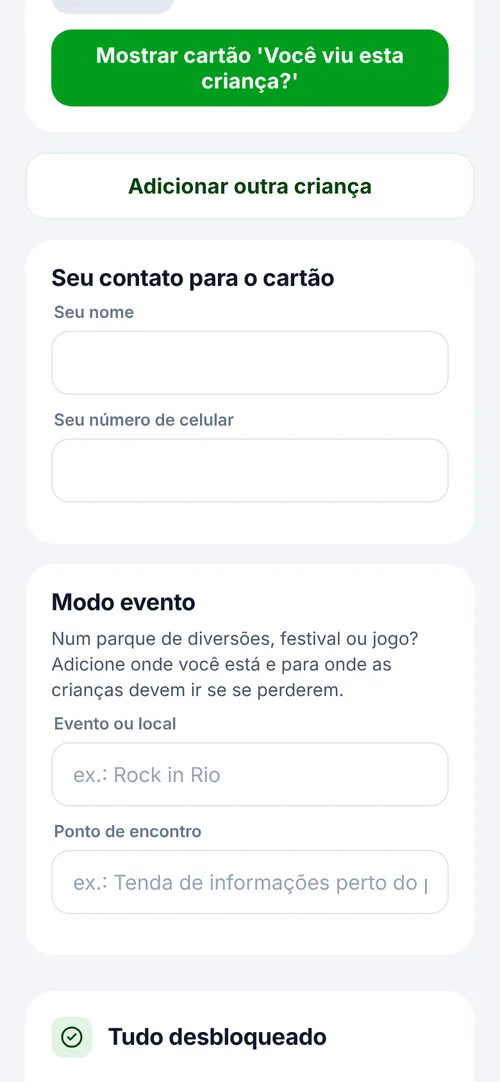 Mostrar cartão 'Você viu esta
criança?'
Adicionar outra criança
Seu contato para o cartão
Seu nome
Seu número de celular
Modo evento
Num parque de diversões, festival ou jogo?
Adicione onde você está e para onde as
crianças devem ir se se perderem.
Evento ou local
ex.: Rock in Rio
Ponto de encontro
ex.: Tenda de informações perto do
Tudo desbloqueado